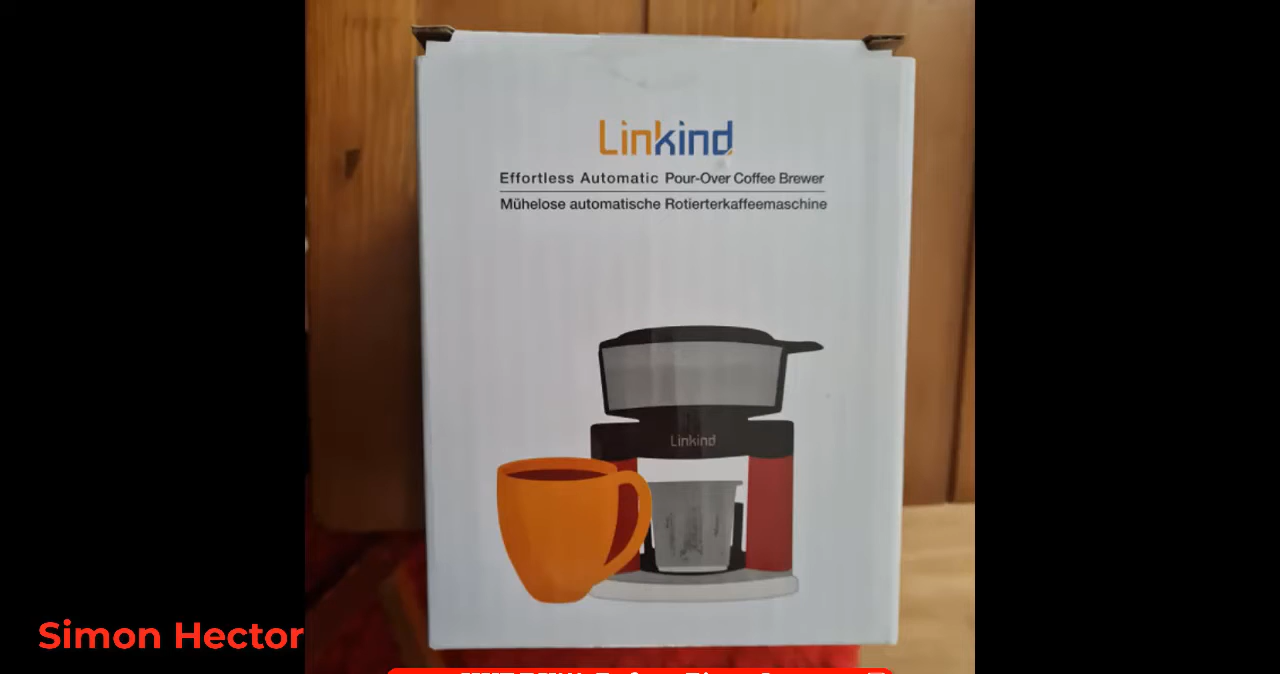 Linkind
Effortless Automatic Pour-Over Coffee Brewer
Mühelose automatische Rotierterkaffeemaschine
Linkind
Simon Hector